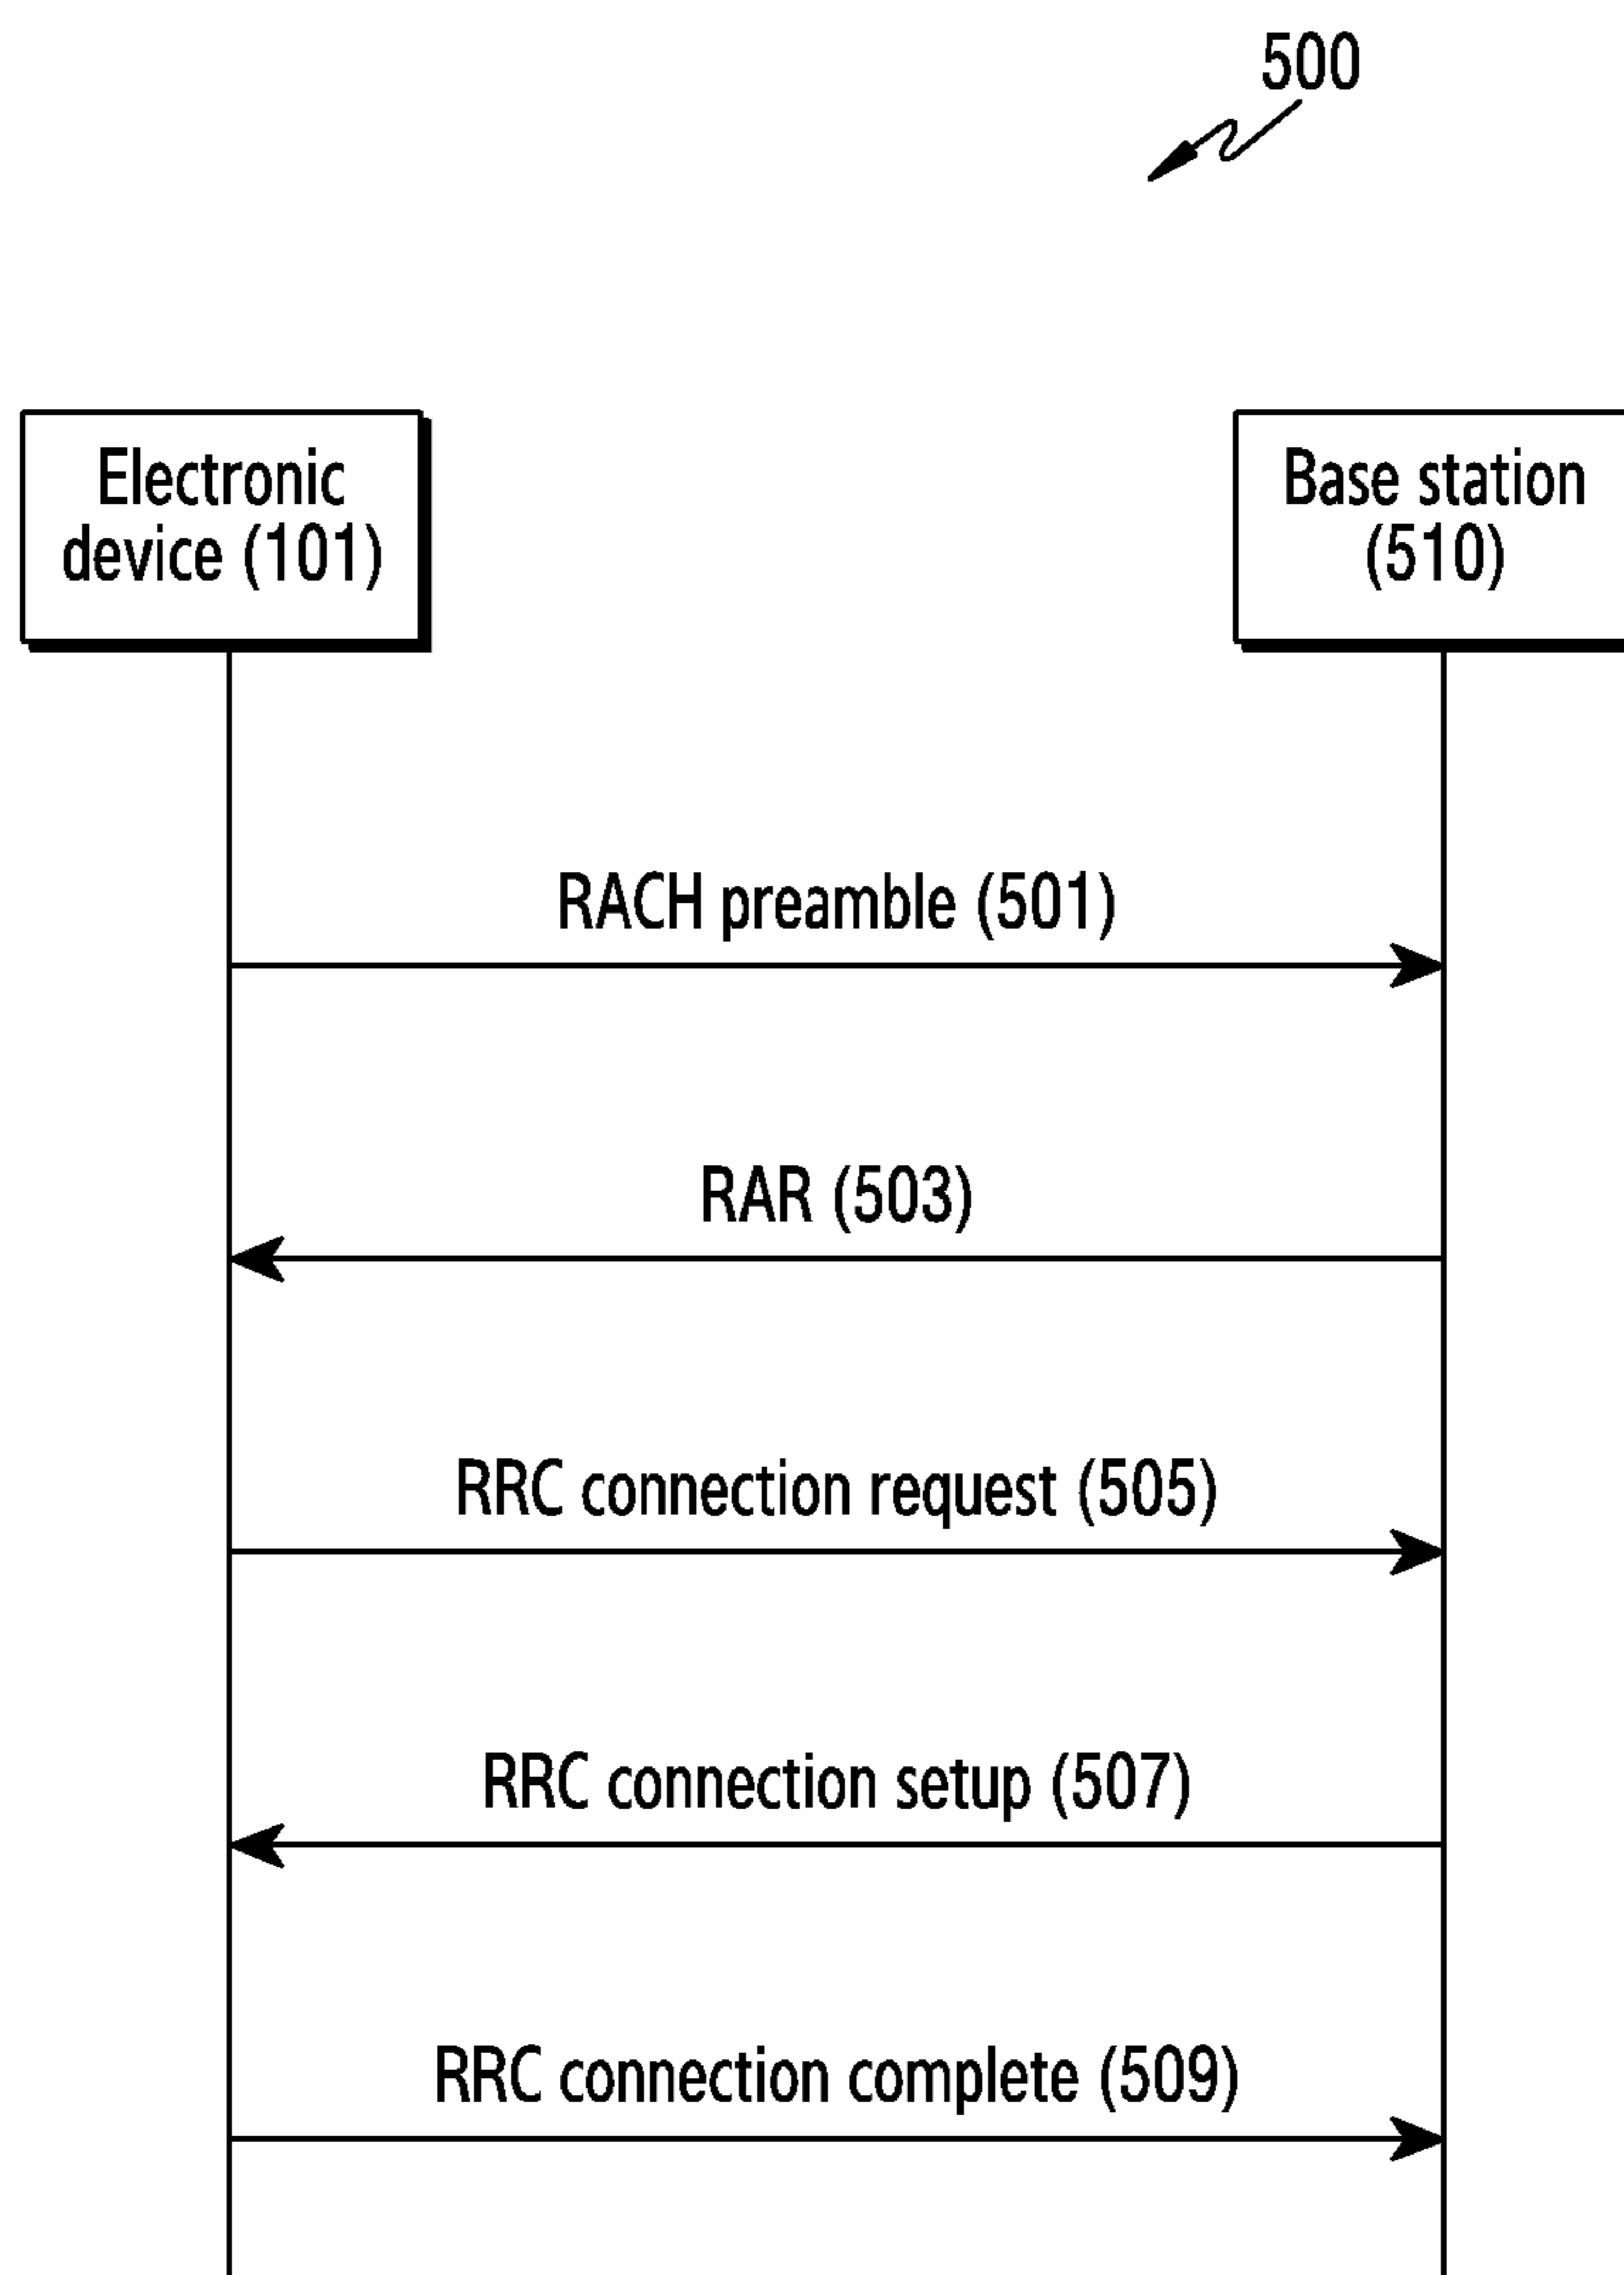 500
Electronic
device (101)
Base station
(510)
RACH preamble (501)
RAR (503)
RRC connection request (505)
RRC connection setup (507)
RRC connection complete (509)